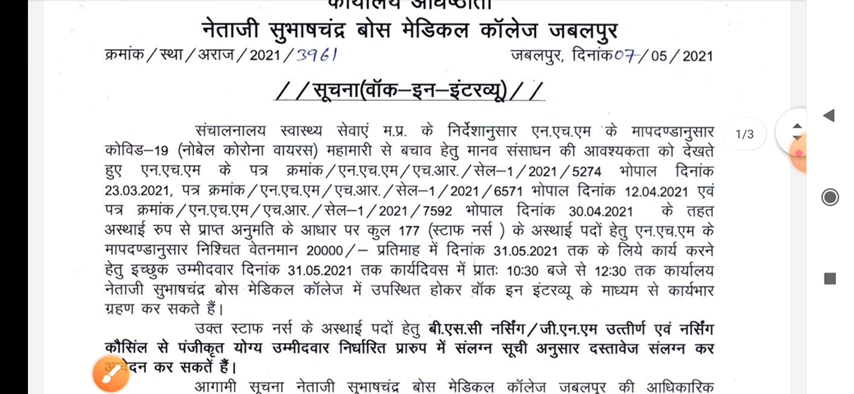 कार्यालय अधिष्ठाता
नेताजी सुभाषचंद्र बोस मेडिकल कॉलेज जबलपुर
क्रमांक/स्था/अराज/2021/3961 जबलपुर, दिनांक07/05/2021
//सूचना(वॉक–इन–इंटरव्यू)//
संचालनालय स्वास्थ्य सेवाएं म.प्र. के निर्देशानुसार एन.एच.एम के मापदण्डानुसार
कोविड–19 (नोबेल कोरोना वायरस) महामारी से बचाव हेतु मानव संसाधन की आवश्यकता को देखते
हुए एन.एच.एम के पत्र क्रमांक/एन.एच.एम/एच.आर./सेल–1/2021/5274 भोपाल दिनांक
23.03.2021, पत्र क्रमांक/एन.एच.एम/एच.आर./सेल–1/2021/6571 भोपाल दिनांक 12.04.2021 एवं
पत्र क्रमांक/एन.एच.एम/एच.आर./सेल–1/2021/7592 भोपाल दिनांक 30.04.2021 के तहत
अस्थाई रुप से प्राप्त अनुमति के आधार पर कुल 177 (स्टाफ नर्स ) के अस्थाई पदों हेतु एन.एच.एम के
मापदण्डानुसार निश्चित वेतनमान 20000/– प्रतिमाह में दिनांक 31.05.2021 तक के लिये कार्य करने
हेतु इच्छुक उम्मीदवार दिनांक 31.05.2021 तक कार्यदिवस में प्रातः 10:30 बजे से 12:30 तक कार्यालय
नेताजी सुभाषचंद्र बोस मेडिकल कॉलेज में उपस्थित होकर वॉक इन इंटरव्यू के माध्यम से कार्यभार
ग्रहण कर सकते हैं।
उक्त स्टाफ नर्स के अस्थाई पदों हेतु बी.एस.सी नर्सिंग/जी.एन.एम उत्तीर्ण एवं नर्सिंग
कौसिंल से पंजीकृत योग्य उम्मीदवार निर्धारित प्रारुप में संलग्न सूची अनुसार दस्तावेज संलग्न कर
कर सकतें हैं।
आगामी सूचना नेताजी सुभाषचंद्र बोस मेडिकल कॉलेज जबलपुर की आधिकारिक
1/3